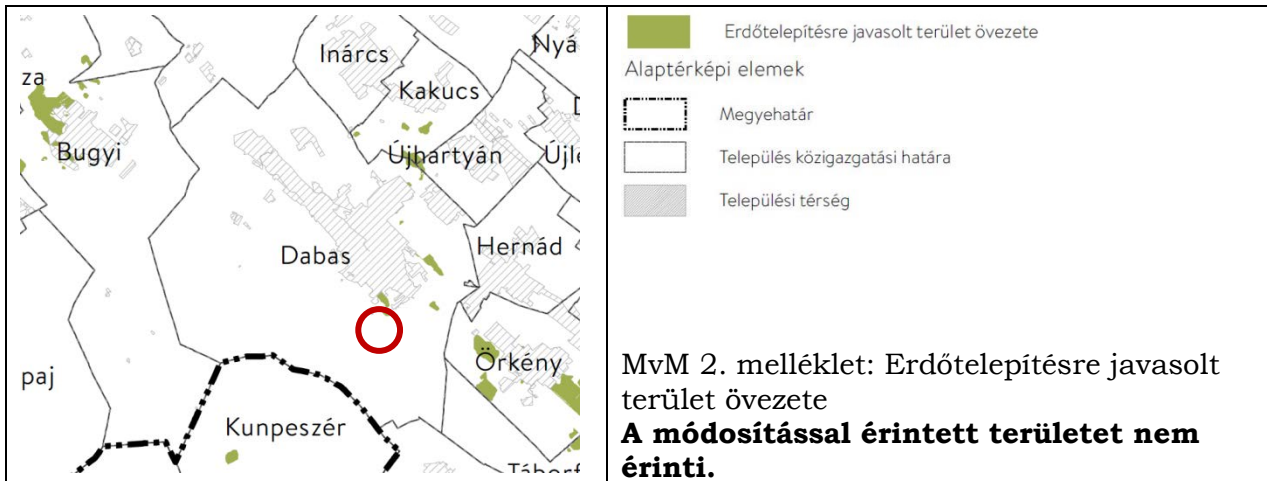 Inárcs
Nyá
za
Kakucs
Bugyi
Újhartyán
Újle
Dabas
Hernád
Örkény
paj
Kunpeszér
Táborf
Erdőtelepítésre javasolt terület övezete
Alaptérképi elemek
Megyehatár
Település közigazgatási határa
Települési térség
MvM 2. melléklet: Erdőtelepítésre javasolt
terület övezete
A módosítással érintett területet nem
érinti.